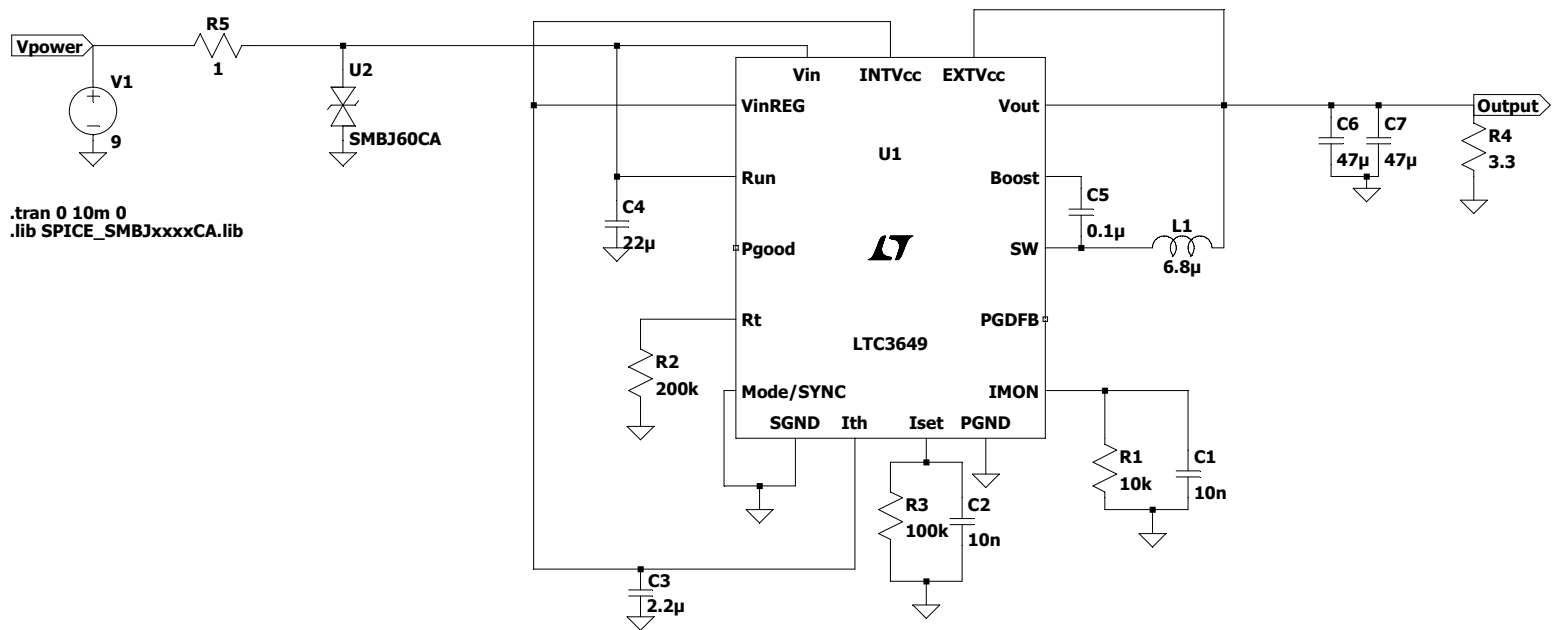 Vpower
R5
1
V1
9
U2
SMBJ60CA
.tran 0 10m 0
.lib SPICE_SMBJxxxxCA.lib
Vin
INTVcc
EXTVcc
VinREG
Vout
U1
Run
Boost
Pgood
SW
Rt
PGDFB
LTC3649
Mode/SYNC
IMON
SGND
Ith
Iset
PGND
C4
22µ
R2
200k
C5
0.1µ
L1
6.8µ
C6
47µ
C7
47µ
Output
R4
3.3
R1
10k
C1
10n
R3
100k
C2
10n
C3
2.2µ